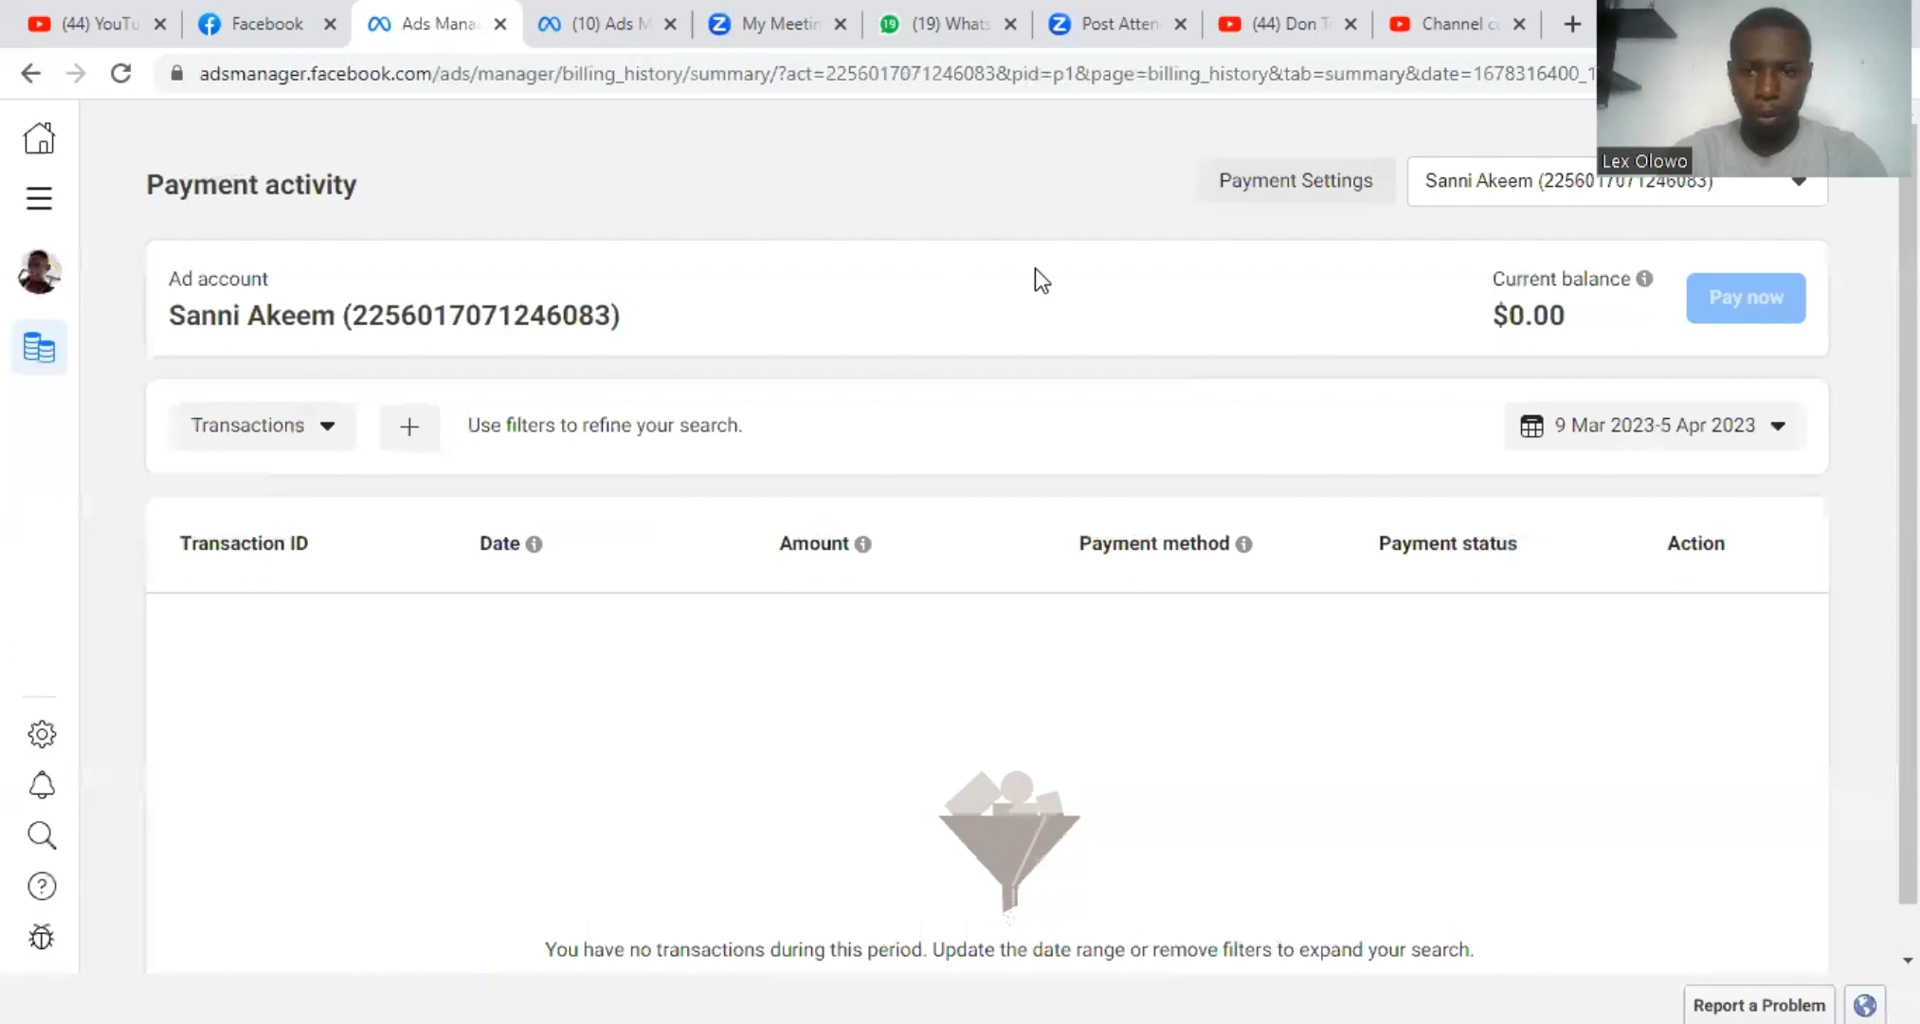 (44) YouTu
Facebook
Ads Mana
(10) Ads M
My Meetin
19
(19) Whats
Post Atten
(44) Don T
Channel c
adsmanager.facebook.com/ads/manager/billing_history/summary/?act=2256017071246083&pid=p1&page=billing_history&tab=summary&date=1678316400_1
Lex Olowo
Payment activity
Payment Settings
Sanni Akeem (2256017071246083)
Ad account
Sanni Akeem (2256017071246083)
Current balance
$0.00
Pay now
Transactions
Use filters to refine your search.
9 Mar 2023-5 Apr 2023
Transaction ID
Date
Amount
Payment method
Payment status
Action
You have no transactions during this period. Update the date range or remove filters to expand your search.
Report a Problem